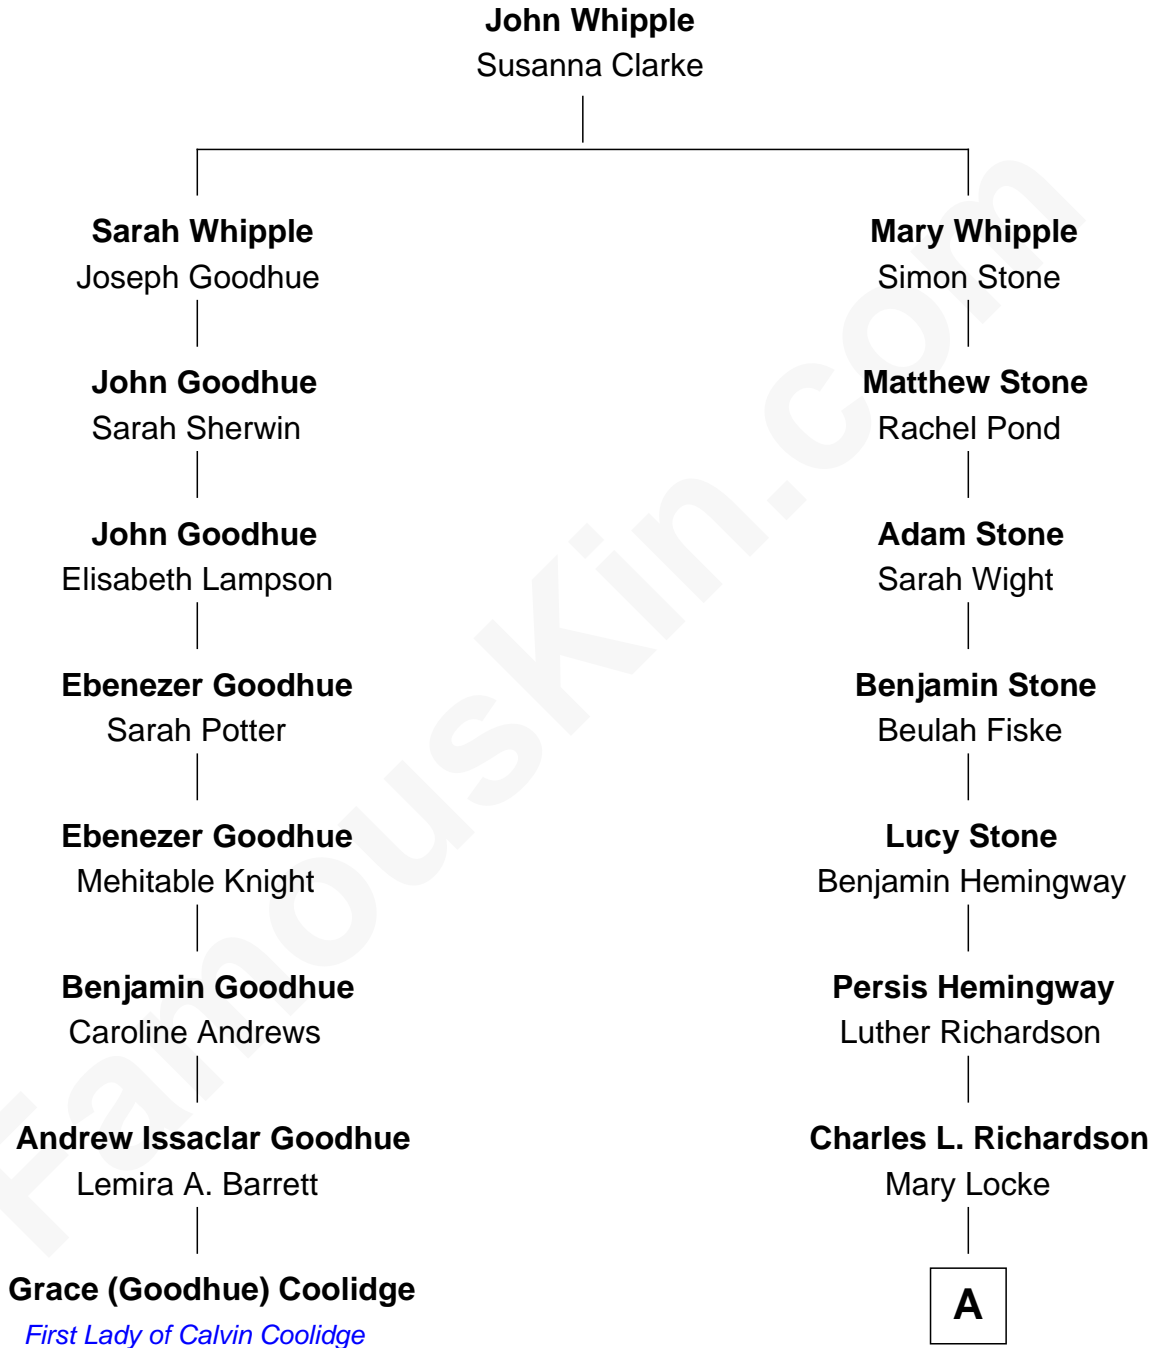 John Whipple
Susanna Clarke
Sarah Whipple
Joseph Goodhue
John Goodhue
Sarah Sherwin
John Goodhue
Elisabeth Lampson
Ebenezer Goodhue
Sarah Potter
Ebenezer Goodhue
Mehitable Knight
Benjamin Goodhue
Caroline Andrews
Andrew Issaclar Goodhue
Lemira A. Barrett
Grace (Goodhue) Coolidge
First Lady of Calvin Coolidge
Mary Whipple
Simon Stone
Matthew Stone
Rachel Pond
Adam Stone
Sarah Wight
Benjamin Stone
Beulah Fiske
Lucy Stone
Benjamin Hemingway
Persis Hemingway
Luther Richardson
Charles L. Richardson
Mary Locke
A
FamousKin.com